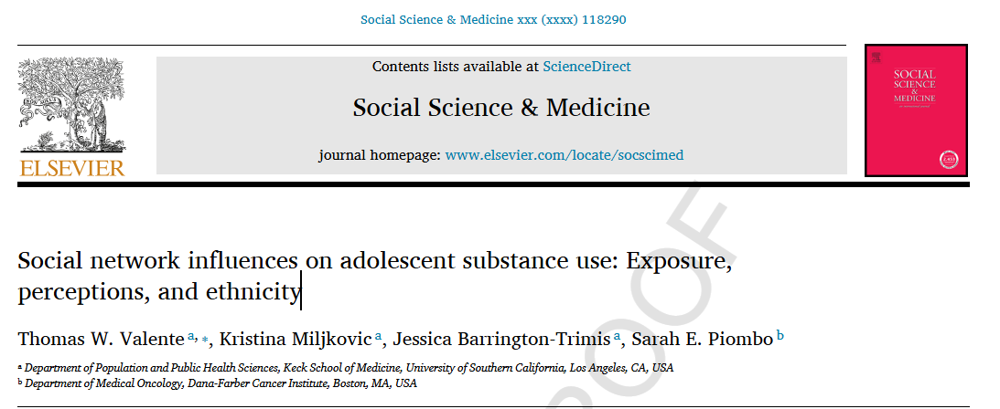 Social Science & Medicine xxx (xxxx) 118290
Contents lists available at ScienceDirect
Social Science & Medicine
journal homepage: www.elsevier.com/locate/socscimed
ELSEVIER
SOCIAL
SCIENCE
&
MEDICINE
Social network influences on adolescent substance use: Exposure,
perceptions, and ethnicity
Thomas W. Valente a, *, Kristina Miljkovic a, Jessica Barrington-Trimis a, Sarah E. Piombo b
a Department of Population and Public Health Sciences, Keck School of Medicine, University of Southern California, Los Angeles, CA, USA
b Department of Medical Oncology, Dana-Farber Cancer Institute, Boston, MA, USA
OOF